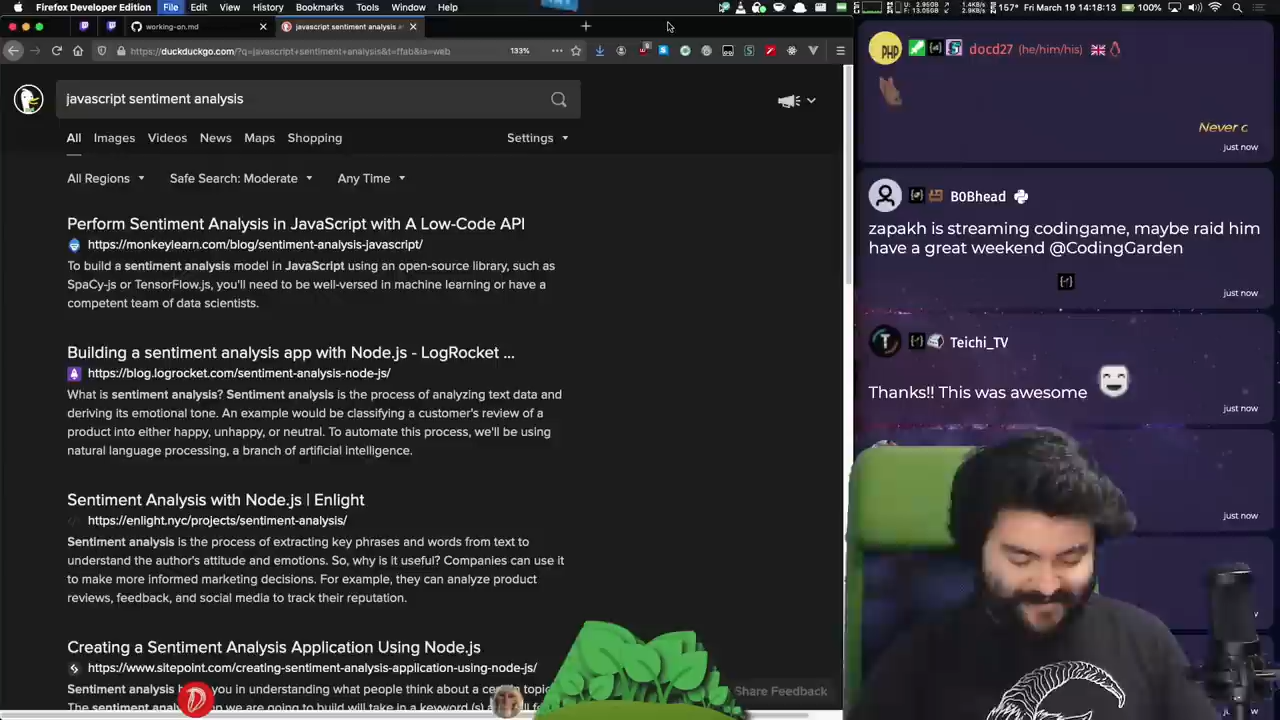 Firefox Developer Edition File Edit View History Bookmarks Tools Window Help
157° Fri March 19 14:18:13 100%
working-on.md
javascript sentiment analysis
https://duckduckgo.com/?q=javascript+sentiment+analysis&t=ffab&ia=web 133%
javascript sentiment analysis
All Images Videos News Maps Shopping Settings
All Regions Safe Search: Moderate Any Time
Perform Sentiment Analysis in JavaScript with A Low-Code API
https://monkeylearn.com/blog/sentiment-analysis-javascript/
To build a sentiment analysis model in JavaScript using an open-source library, such as
SpaCy-js or TensorFlow.js, you'll need to be well-versed in machine learning or have a
competent team of data scientists.
Building a sentiment analysis app with Node.js - LogRocket ...
https://blog.logrocket.com/sentiment-analysis-node-js/
What is sentiment analysis? Sentiment analysis is the process of analyzing text data and
deriving its emotional tone. An example would be classifying a customer's review of a
product into either happy, unhappy, or neutral. To automate this process, we'll be using
natural language processing, a branch of artificial intelligence.
Sentiment Analysis with Node.js | Enlight
https://enlight.nyc/projects/sentiment-analysis/
Sentiment analysis is the process of extracting key phrases and words from text to
understand the author's attitude and emotions. So, why is it useful? Companies can use it
to make more informed marketing decisions. For example, they can analyze product
reviews, feedback, and social media to track their reputation.
Creating a Sentiment Analysis Application Using Node.js
https://www.sitepoint.com/creating-sentiment-analysis-application-using-node-js/
Sentiment analysis you in understanding what people think about a
Share Feedback
PHP
docd27 (he/him/his)
Never c
just now
B0Bhead
zapakh is streaming codingame, maybe raid him
have a great weekend @CodingGarden
just now
Teichi_TV
Thanks!! This was awesome
just now
just now